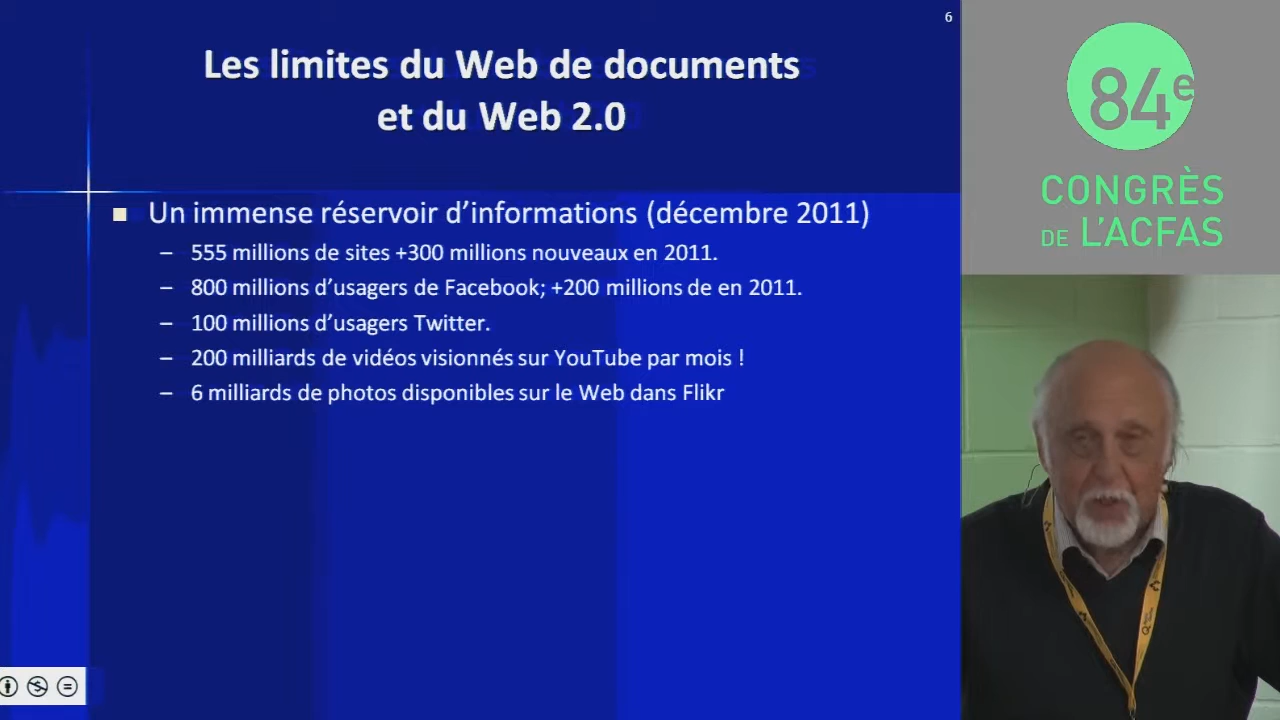 6
Les limites du Web de documents
et du Web 2.0
Un immense réservoir d'informations (décembre 2011)
– 555 millions de sites +300 millions nouveaux en 2011.
– 800 millions d'usagers de Facebook; +200 millions de en 2011.
– 100 millions d'usagers Twitter.
– 200 milliards de vidéos visionnés sur YouTube par mois !
– 6 milliards de photos disponibles sur le Web dans Flikr
84e
CONGRÈS
DE L'ACFAS